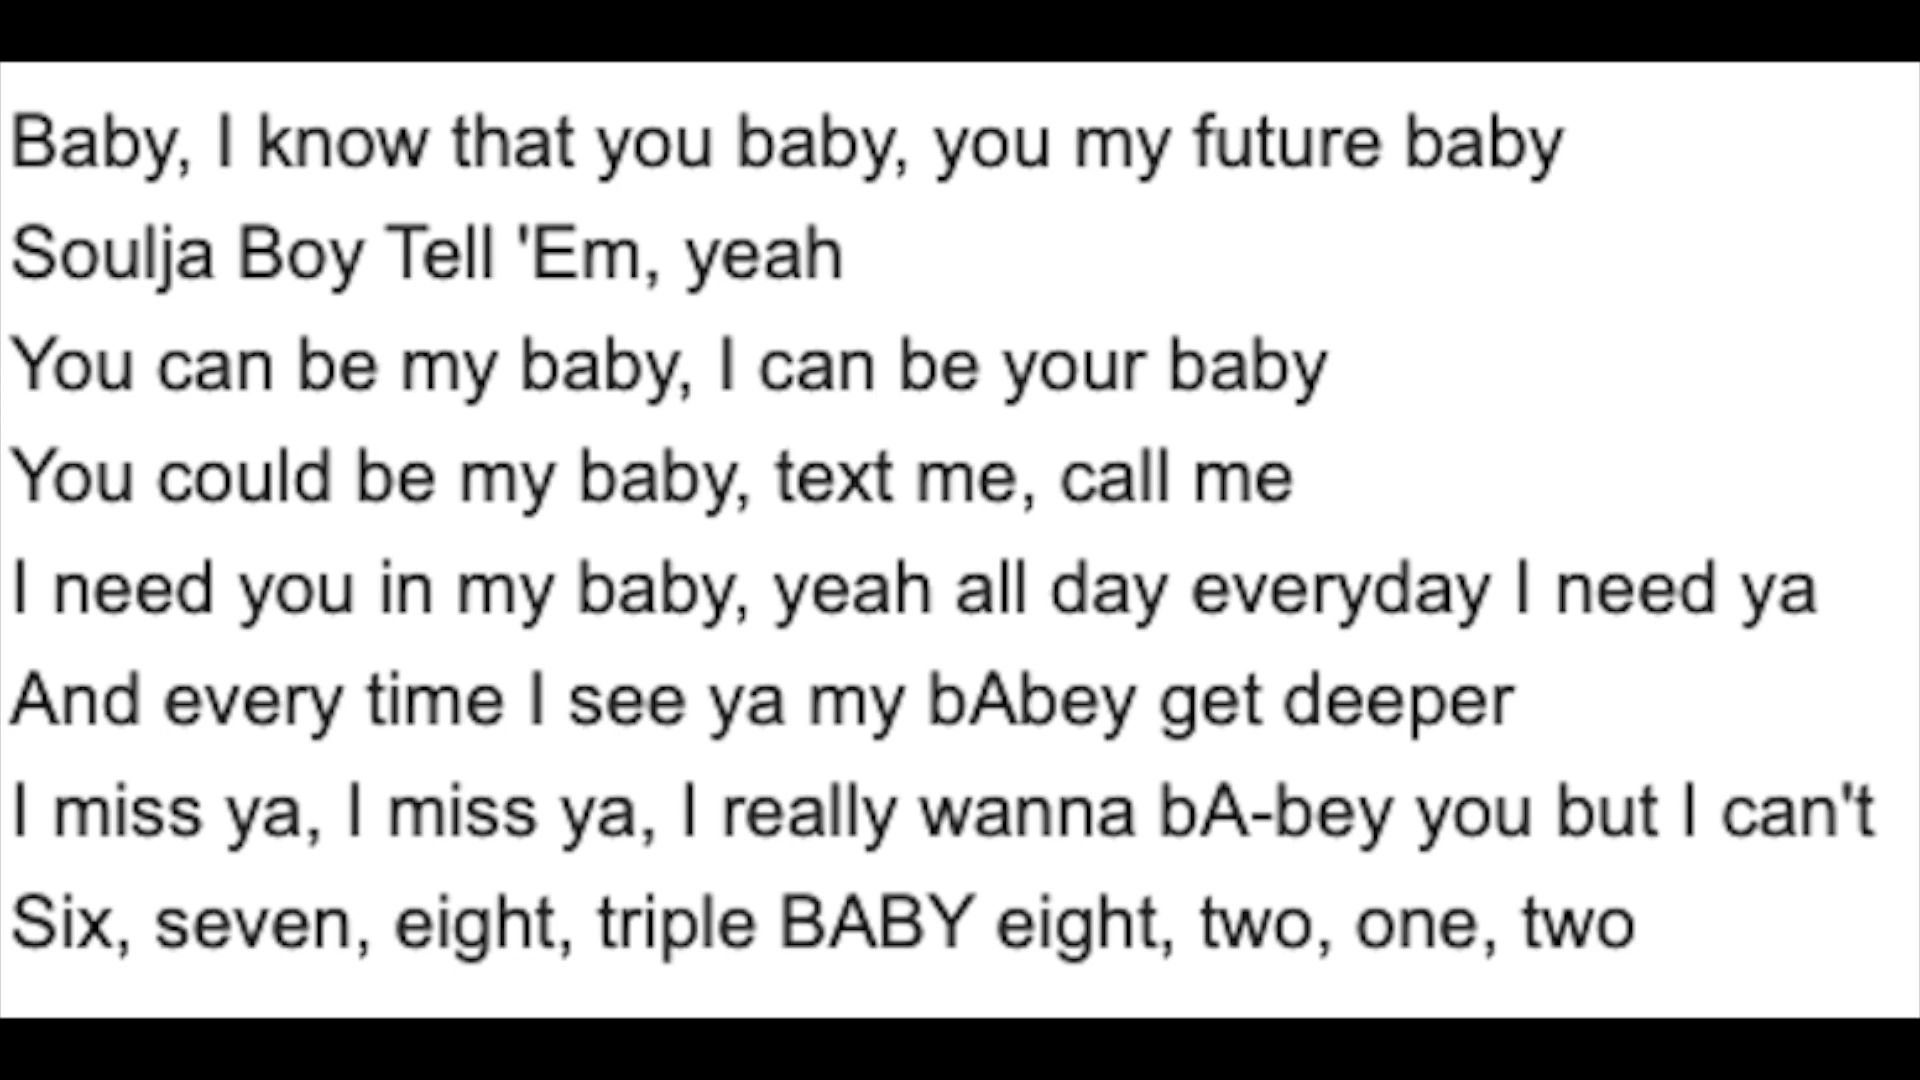 Baby, I know that you baby, you my future baby
Soulja Boy Tell 'Em, yeah
You can be my baby, I can be your baby
You could be my baby, text me, call me
I need you in my baby, yeah all day everyday I need ya
And every time I see ya my bAbey get deeper
I miss ya, I miss ya, I really wanna bA-bey you but I can't
Six, seven, eight, triple BABY eight, two, one, two